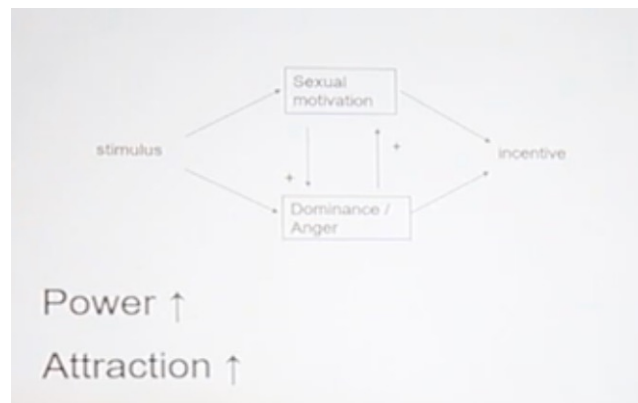 Sexual
motivation
stimulus
incentive
+
+
Dominance /
Anger
Power ↑
Attraction ↑